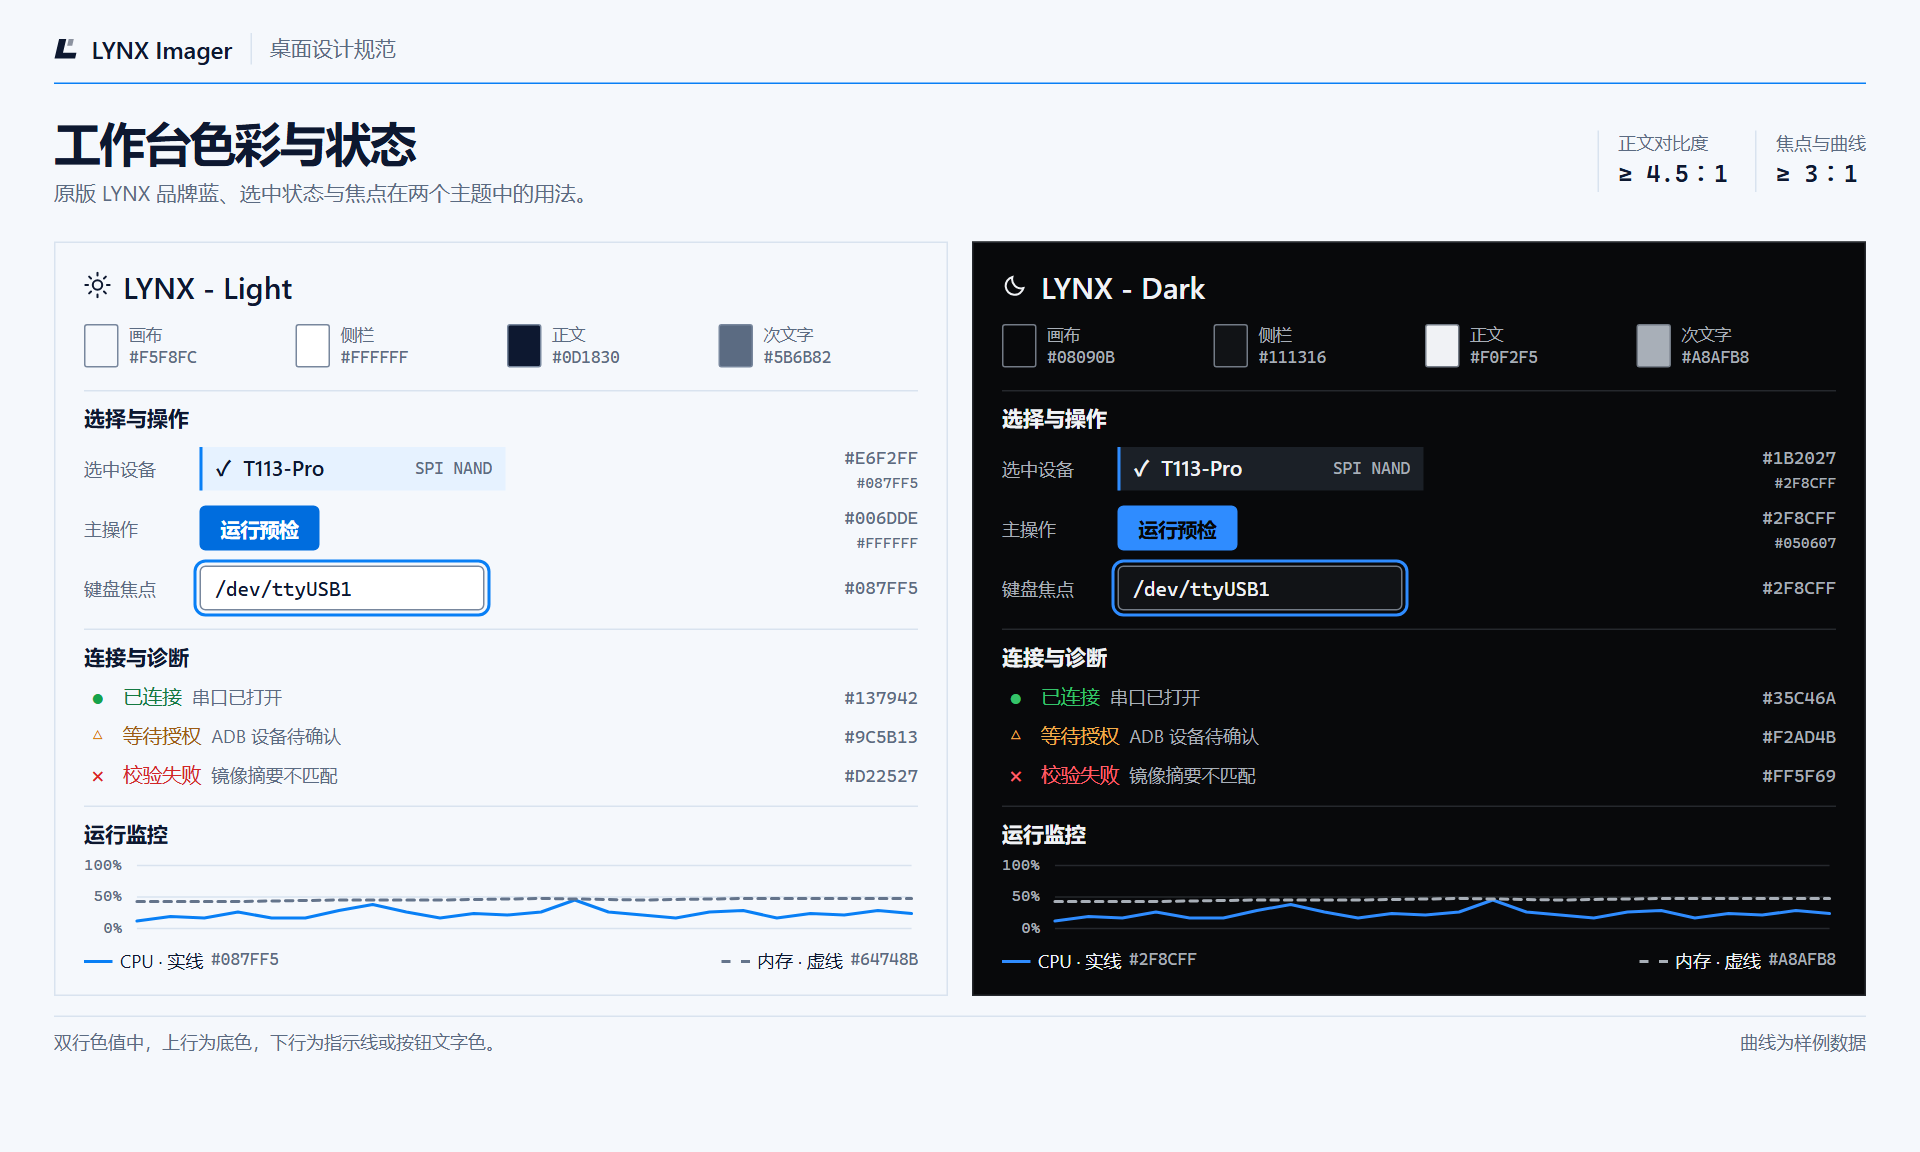 LYNX Imager
桌面设计规范
工作台色彩与状态
原版 LYNX 品牌蓝、选中状态与焦点在两个主题中的用法。
正文对比度
≥ 4.5:1
焦点与曲线
≥ 3:1
LYNX - Light
画布
#F5F8FC
侧栏
#FFFFFF
正文
#0D1830
次文字
#5B6B82
选择与操作
选中设备
✓ T113-Pro
SPI NAND
#E6F2FF
#087FF5
主操作
运行预检
#006DDE
#FFFFFF
键盘焦点
/dev/ttyUSB1
#087FF5
连接与诊断
已连接 串口已打开
#137942
等待授权 ADB 设备待确认
#9C5B13
校验失败 镜像摘要不匹配
#D22527
运行监控
100%
50%
0%
CPU · 实线 #087FF5
内存 · 虚线 #64748B
LYNX - Dark
画布
#08090B
侧栏
#111316
正文
#F0F2F5
次文字
#A8AFB8
选择与操作
选中设备
✓ T113-Pro
SPI NAND
#1B2027
#2F8CFF
主操作
运行预检
#2F8CFF
#050607
键盘焦点
/dev/ttyUSB1
#2F8CFF
连接与诊断
已连接 串口已打开
#35C46A
等待授权 ADB 设备待确认
#F2AD4B
校验失败 镜像摘要不匹配
#FF5F69
运行监控
100%
50%
0%
CPU · 实线 #2F8CFF
内存 · 虚线 #A8AFB8
双行色值中，上行为底色，下行为指示线或按钮文字色。
曲线为样例数据